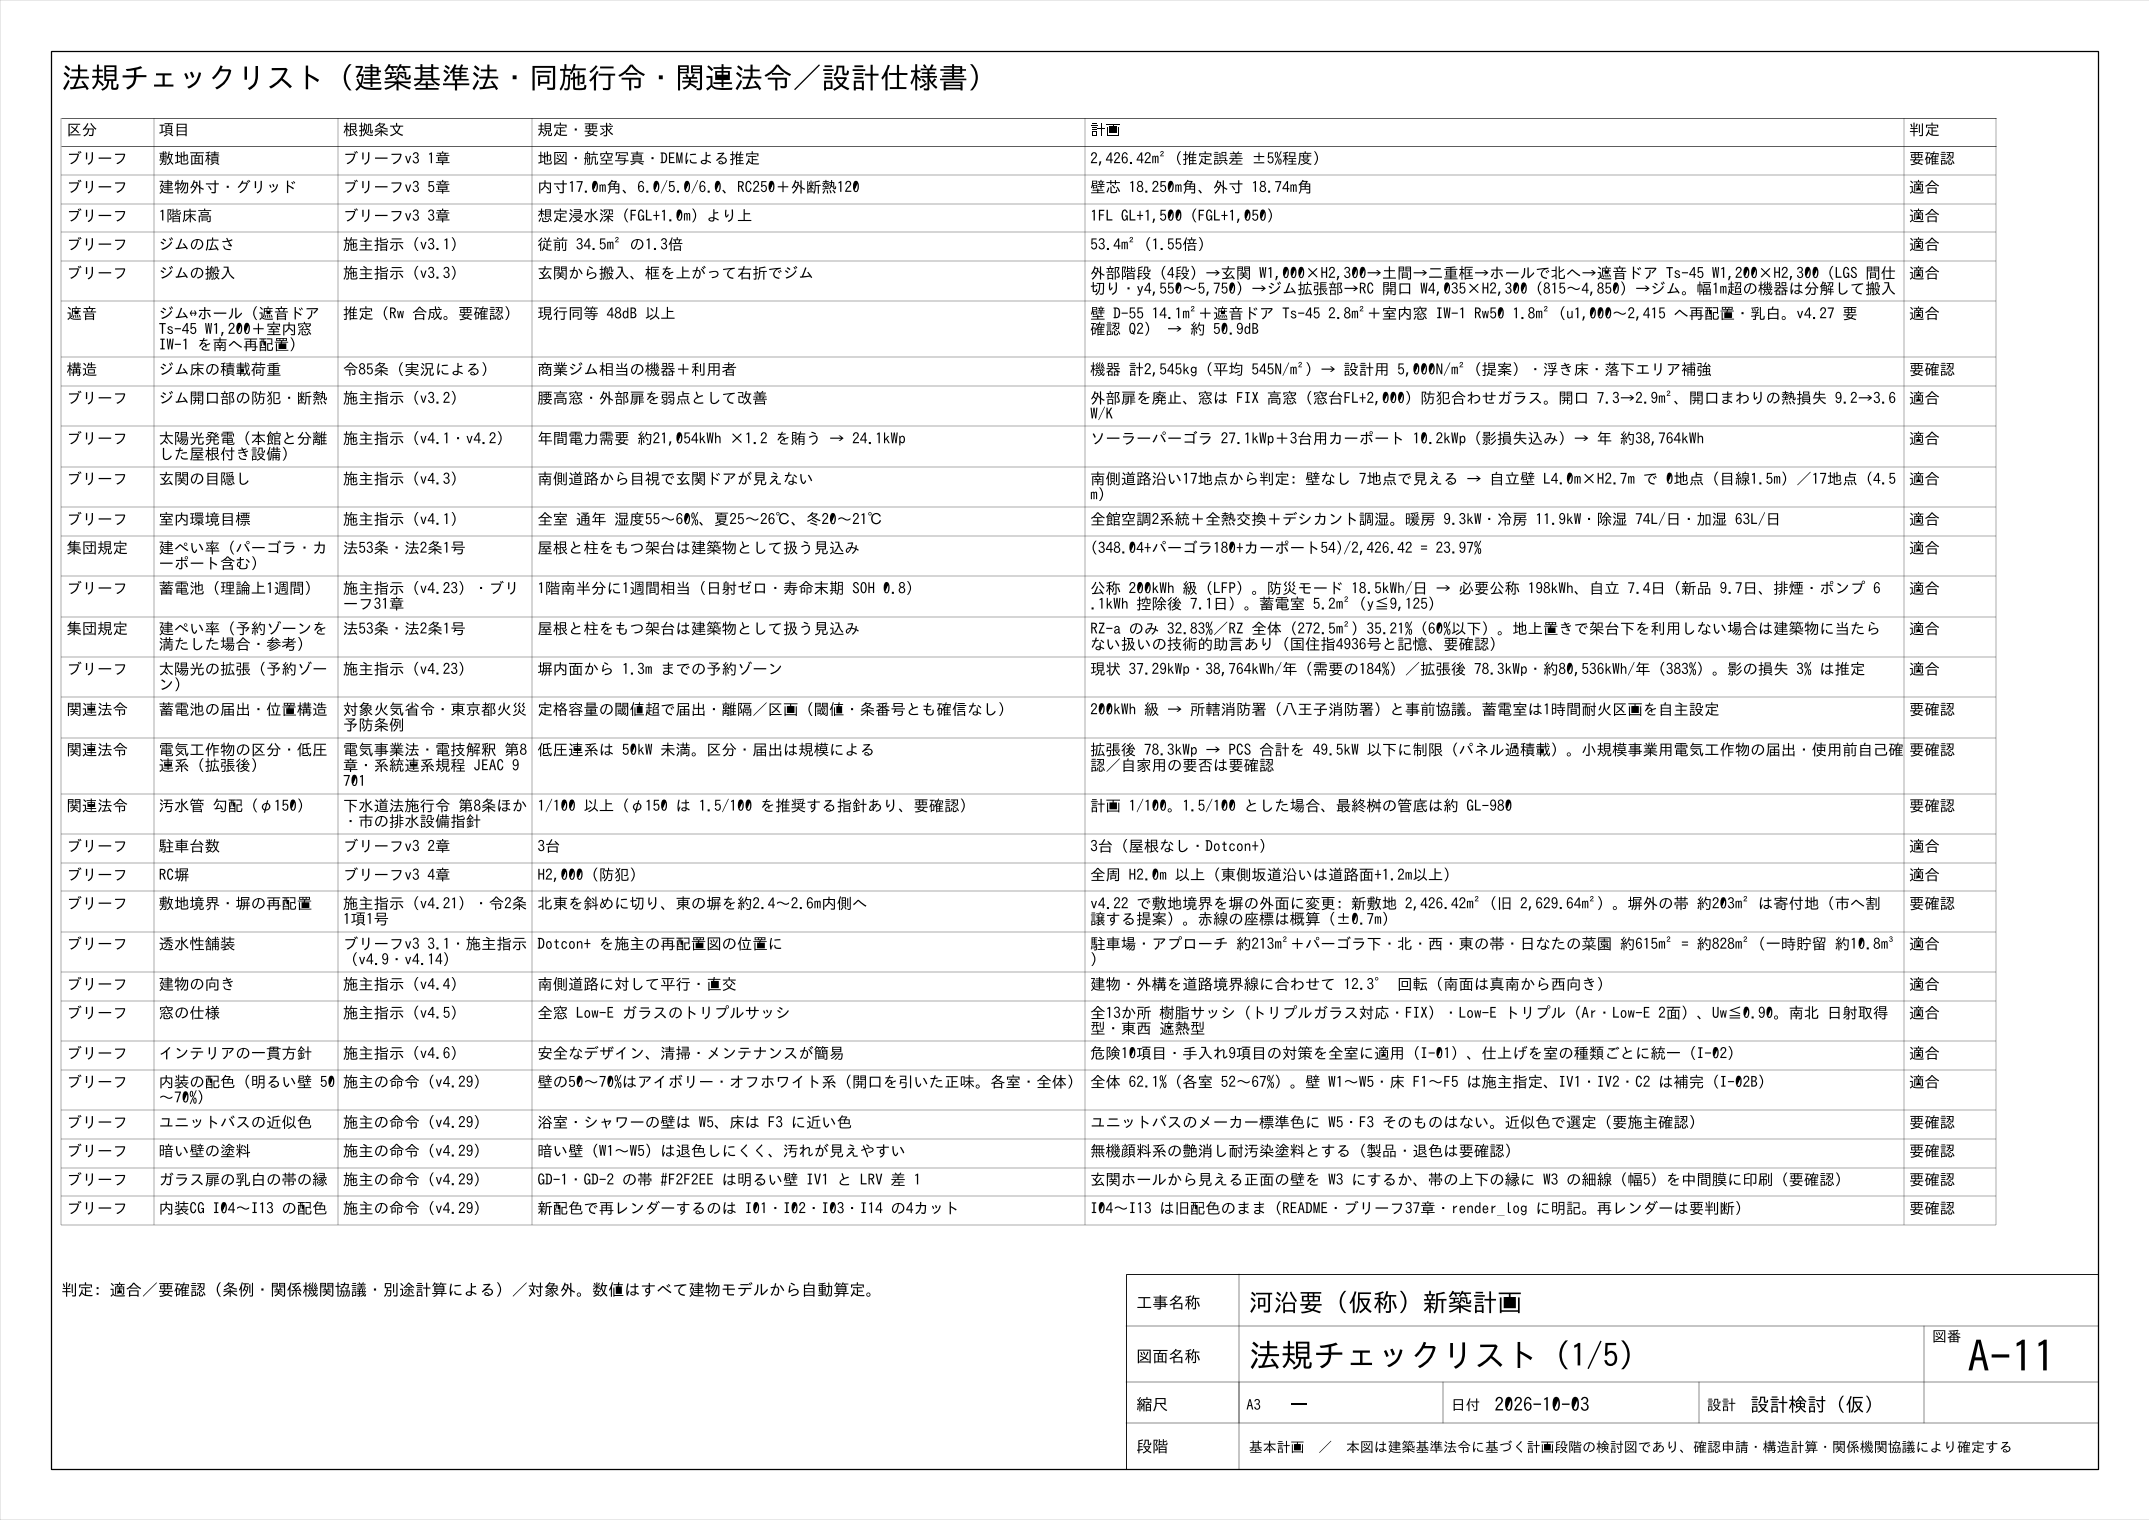 法規チェックリスト（建築基準法・同施行令・関連法令／設計仕様書）
区分 項目 根拠条文 規定・要求 計画 判定
ブリーフ 敷地面積 ブリーフv3 1章 地図・航空写真・DEMによる推定 2,426.42m²（推定誤差 ±5%程度） 要確認
ブリーフ 建物外寸・グリッド ブリーフv3 5章 内寸17.0m角、6.0/5.0/6.0、RC250＋外断熱120 壁芯 18.250m角、外寸 18.74m角 適合
ブリーフ 1階床高 ブリーフv3 3章 想定浸水深（FGL+1.0m）より上 1FL GL+1,500（FGL+1,050） 適合
ブリーフ ジムの広さ 施主指示（v3.1） 従前 34.5m² の1.3倍 53.4m²（1.55倍） 適合
ブリーフ ジムの搬入 施主指示（v3.3） 玄関から搬入、框を上がって右折でジム 外部階段（4段）→玄関 W1,000×H2,300→土間→二重框→ホールで北へ→遮音ドア Ts-45 W1,200×H2,300（LGS 間仕 適合
切り・y4,550～5,750）→ジム拡張部→RC 開口 W4,035×H2,300（815～4,850）→ジム。幅1m超の機器は分解して搬入
遮音 ジム⇔ホール（遮音ドア 推定（Rw 合成。要確認） 現行同等 48dB 以上 壁 D-55 14.1m²＋遮音ドア Ts-45 2.8m²＋室内窓 IW-1 Rw50 1.8m²（u1,000～2,415 へ再配置・乳白。v4.27 要 適合
Ts-45 W1,200＋室内窓 確認 Q2） → 約 50.9dB
IW-1 を南へ再配置）
構造 ジム床の積載荷重 令85条（実況による） 商業ジム相当の機器＋利用者 機器 計2,545kg（平均 545N/m²）→ 設計用 5,000N/m²（提案）・浮き床・落下エリア補強 要確認
ブリーフ ジム開口部の防犯・断熱 施主指示（v3.2） 腰高窓・外部扉を弱点として改善 外部扉を廃止、窓は FIX 高窓（窓台FL+2,000）防犯合わせガラス。開口 7.3→2.9m²、開口まわりの熱損失 9.2→3.6 適合
W/K
ブリーフ 太陽光発電（本館と分離 施主指示（v4.1・v4.2） 年間電力需要 約21,054kWh ×1.2 を賄う → 24.1kWp ソーラーパーゴラ 27.1kWp＋3台用カーポート 10.2kWp（影損失込み）→ 年 約38,764kWh 適合
した屋根付き設備）
ブリーフ 玄関の目隠し 施主指示（v4.3） 南側道路から目視で玄関ドアが見えない 南側道路沿い17地点から判定: 壁なし 7地点で見える → 自立壁 L4.0m×H2.7m で 0地点（目線1.5m）／17地点（4.5 適合
m）
ブリーフ 室内環境目標 施主指示（v4.1） 全室 通年 湿度55～60%、夏25～26℃、冬20～21℃ 全館空調2系統＋全熱交換＋デシカント調湿。暖房 9.3kW・冷房 11.9kW・除湿 74L/日・加湿 63L/日 適合
集団規定 建ぺい率（パーゴラ・カ 法53条・法2条1号 屋根と柱をもつ架台は建築物として扱う見込み (348.04+パーゴラ180+カーポート54)/2,426.42 = 23.97% 適合
ーポート含む）
ブリーフ 蓄電池（理論上1週間） 施主指示（v4.23）・ブリ 1階南半分に1週間相当（日射ゼロ・寿命末期 SOH 0.8） 公称 200kWh 級（LFP）。防災モード 18.5kWh/日 → 必要公称 198kWh、自立 7.4日（新品 9.7日、排煙・ポンプ 6 適合
ーフ31章 .1kWh 控除後 7.1日）。蓄電室 5.2m²（y≦9,125）
集団規定 建ぺい率（予約ゾーンを 法53条・法2条1号 屋根と柱をもつ架台は建築物として扱う見込み RZ-a のみ 32.83%／RZ 全体（272.5m²）35.21%（60%以下）。地上置きで架台下を利用しない場合は建築物に当たら 適合
満たした場合・参考） ない扱いの技術的助言あり（国住指4936号と記憶、要確認）
ブリーフ 太陽光の拡張（予約ゾー 施主指示（v4.23） 塀内面から 1.3m までの予約ゾーン 現状 37.29kWp・38,764kWh/年（需要の184%）／拡張後 78.3kWp・約80,536kWh/年（383%）。影の損失 3% は推定 適合
ン）
関連法令 蓄電池の届出・位置構造 対象火気省令・東京都火災 定格容量の閾値超で届出・離隔／区画（閾値・条番号とも確信なし） 200kWh 級 → 所轄消防署（八王子消防署）と事前協議。蓄電室は1時間耐火区画を自主設定 要確認
予防条例
関連法令 電気工作物の区分・低圧 電気事業法・電技解釈 第8 低圧連系は 50kW 未満。区分・届出は規模による 拡張後 78.3kWp → PCS 合計を 49.5kW 以下に制限（パネル過積載）。小規模事業用電気工作物の届出・使用前自己確 要確認
連系（拡張後） 章・系統連系規程 JEAC 9 認／自家用の要否は要確認
701
関連法令 汚水管 勾配（φ150） 下水道法施行令 第8条ほか 1/100 以上（φ150 は 1.5/100 を推奨する指針あり、要確認） 計画 1/100。1.5/100 とした場合、最終桝の管底は約 GL-980 要確認
・市の排水設備指針
ブリーフ 駐車台数 ブリーフv3 2章 3台 3台（屋根なし・Dotcon+） 適合
ブリーフ RC塀 ブリーフv3 4章 H2,000（防犯） 全周 H2.0m 以上（東側坂道沿いは道路面+1.2m以上） 適合
ブリーフ 敷地境界・塀の再配置 施主指示（v4.21）・令2条 北東を斜めに切り、東の塀を約2.4～2.6m内側へ v4.22 で敷地境界を塀の外面に変更: 新敷地 2,426.42m²（旧 2,629.64m²）。塀外の帯 約203m² は寄付地（市へ割 要確認
1項1号 譲する提案）。赤線の座標は概算（±0.7m）
ブリーフ 透水性舗装 ブリーフv3 3.1・施主指示 Dotcon+ を施主の再配置図の位置に 駐車場・アプローチ 約213m²＋パーゴラ下・北・西・東の帯・日なたの菜園 約615m² = 約828m²（一時貯留 約10.8m³ 適合
（v4.9・v4.14） ）
ブリーフ 建物の向き 施主指示（v4.4） 南側道路に対して平行・直交 建物・外構を道路境界線に合わせて 12.3° 回転（南面は真南から西向き） 適合
ブリーフ 窓の仕様 施主指示（v4.5） 全窓 Low-E ガラスのトリプルサッシ 全13か所 樹脂サッシ（トリプルガラス対応・FIX）・Low-E トリプル（Ar・Low-E 2面）、Uw≦0.90。南北 日射取得 適合
型・東西 遮熱型
ブリーフ インテリアの一貫方針 施主指示（v4.6） 安全なデザイン、清掃・メンテナンスが簡易 危険10項目・手入れ9項目の対策を全室に適用（I-01）、仕上げを室の種類ごとに統一（I-02） 適合
ブリーフ 内装の配色（明るい壁 50 施主の命令（v4.29） 壁の50～70%はアイボリー・オフホワイト系（開口を引いた正味。各室・全体） 全体 62.1%（各室 52～67%）。壁 W1～W5・床 F1～F5 は施主指定、IV1・IV2・C2 は補完（I-02B） 適合
～70%）
ブリーフ ユニットバスの近似色 施主の命令（v4.29） 浴室・シャワーの壁は W5、床は F3 に近い色 ユニットバスのメーカー標準色に W5・F3 そのものはない。近似色で選定（要施主確認） 要確認
ブリーフ 暗い壁の塗料 施主の命令（v4.29） 暗い壁（W1～W5）は退色しにくく、汚れが見えやすい 無機顔料系の艶消し耐汚染塗料とする（製品・退色は要確認） 要確認
ブリーフ ガラス扉の乳白の帯の縁 施主の命令（v4.29） GD-1・GD-2 の帯 #F2F2EE は明るい壁 IV1 と LRV 差 1 玄関ホールから見える正面の壁を W3 にするか、帯の上下の縁に W3 の細線（幅5）を中間膜に印刷（要確認） 要確認
ブリーフ 内装CG I04～I13 の配色 施主の命令（v4.29） 新配色で再レンダーするのは I01・I02・I03・I14 の4カット I04～I13 は旧配色のまま（README・ブリーフ37章・render_log に明記。再レンダーは要判断） 要確認
判定: 適合／要確認（条例・関係機関協議・別途計算による）／対象外。数値はすべて建物モデルから自動算定。
工事名称 河沿要（仮称）新築計画
図面名称 法規チェックリスト（1/5） 図番 A-11
縮尺 A3 — 日付 2026-10-03 設計 設計検討（仮）
段階 基本計画 ／ 本図は建築基準法令に基づく計画段階の検討図であり、確認申請・構造計算・関係機関協議により確定する